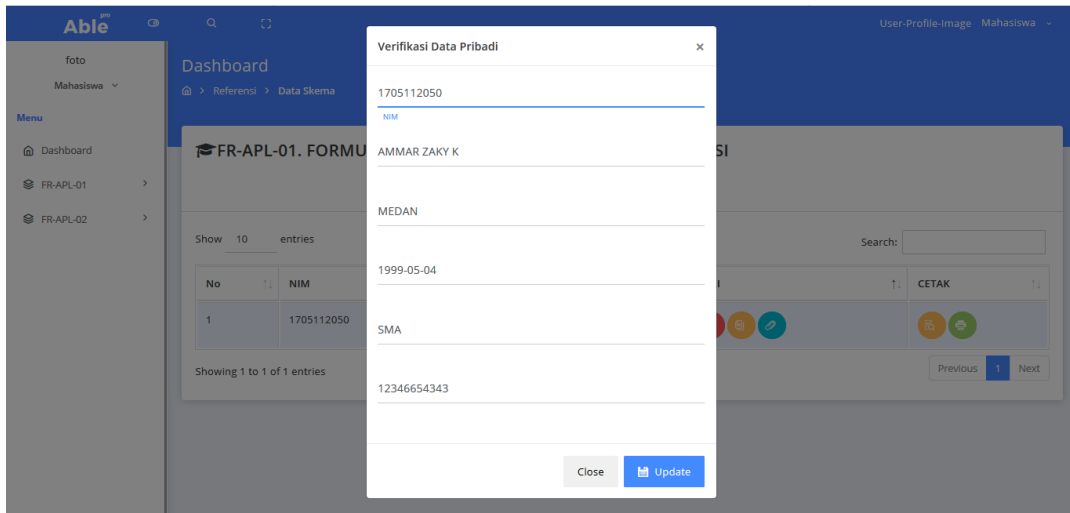 Able pro
User-Profile-Image Mahasiswa
foto
Mahasiswa
Menu
Dashboard
FR-APL-01
FR-APL-02
Dashboard
Referensi > Data Skema
FR-APL-01. FORMU
SI
Show 10 entries
Search:
No NIM
I CETAK
1 1705112050
Showing 1 to 1 of 1 entries
Previous 1 Next
Verifikasi Data Pribadi ×
1705112050
NIM
AMMAR ZAKY K
MEDAN
1999-05-04
SMA
12346654343
Close Update